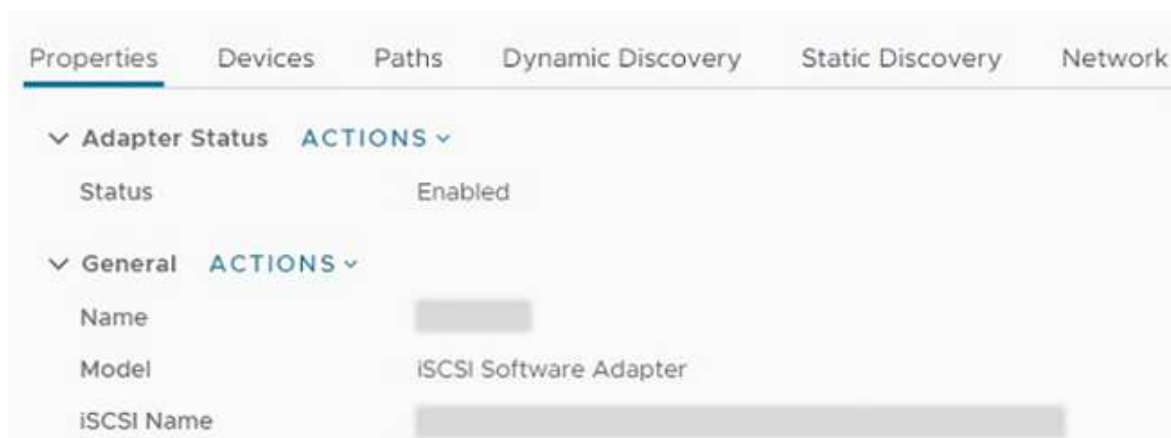 Properties Devices Paths Dynamic Discovery Static Discovery Network
Adapter Status ACTIONS
Status Enabled
General ACTIONS
Name
Model iSCSI Software Adapter
iSCSI Name